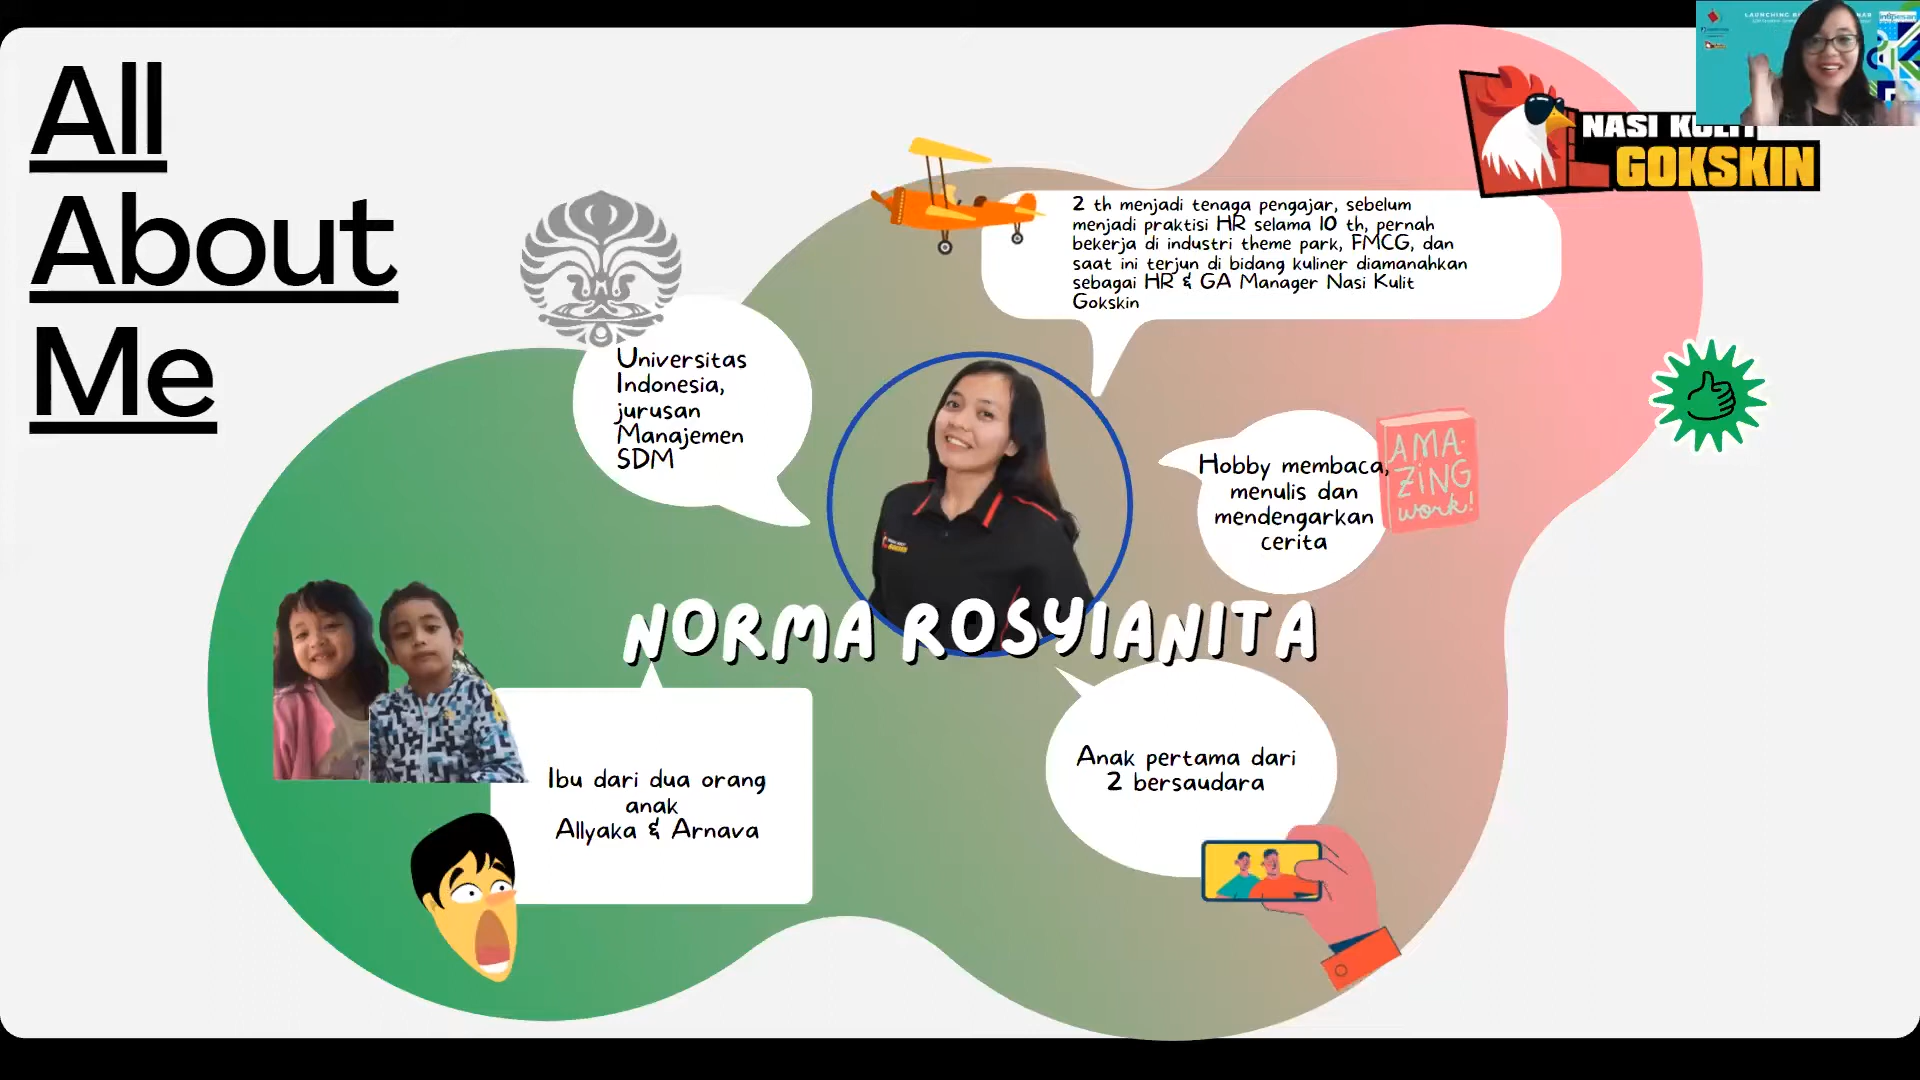 All
About
Me
NASI KULIT
GOKSKIN
2 th menjadi tenaga pengajar, sebelum
menjadi praktisi HR selama 10 th, pernah
bekerja di industri theme park, FMCG, dan
saat ini terjun di bidang kuliner diamanahkan
sebagai HR & GA Manager Nasi Kulit
Gokskin
Universitas
Indonesia,
jurusan
Manajemen
SDM
Hobby membaca,
menulis dan
mendengarkan
cerita
AMA-
ZING
work!
NORMA ROSYIANITA
Ibu dari dua orang
anak
Allyaka & Arnava
Anak pertama dari
2 bersaudara